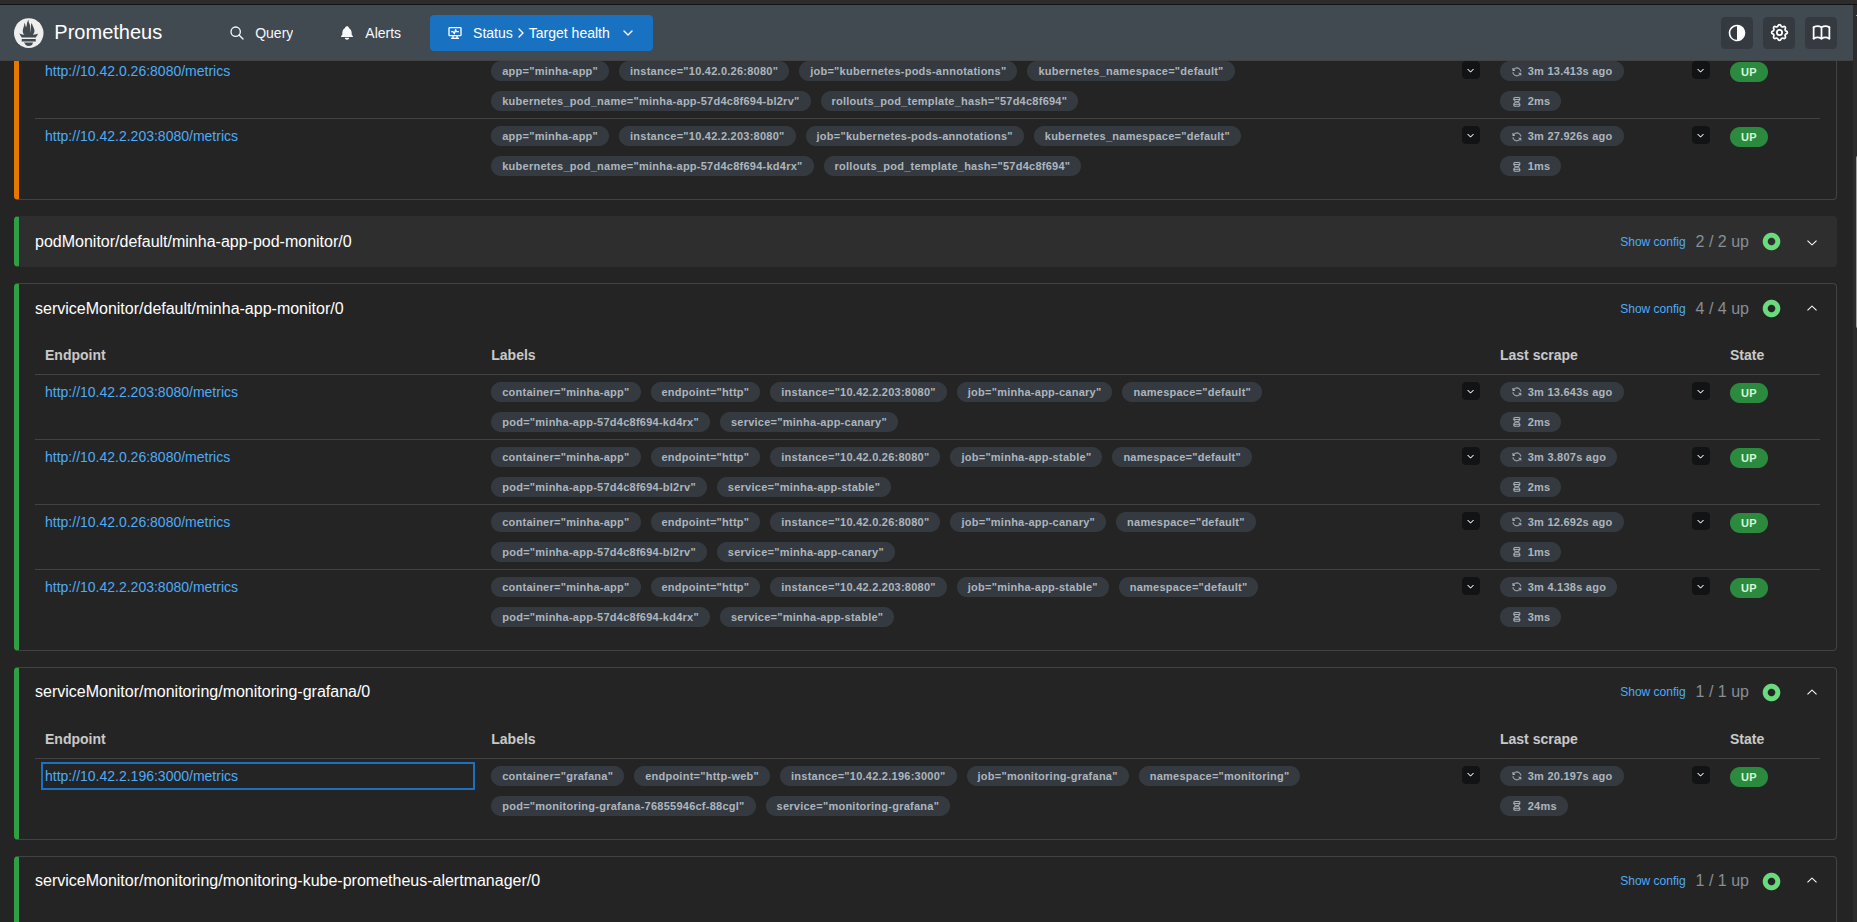 Prometheus Query Alerts Status > Target health
http://10.42.0.26:8080/metrics app="minha-app" instance="10.42.0.26:8080" job="kubernetes-pods-annotations" kubernetes_namespace="default" 3m 13.413s ago UP
kubernetes_pod_name="minha-app-57d4c8f694-bl2rv" rollouts_pod_template_hash="57d4c8f694" 2ms
http://10.42.2.203:8080/metrics app="minha-app" instance="10.42.2.203:8080" job="kubernetes-pods-annotations" kubernetes_namespace="default" 3m 27.926s ago UP
kubernetes_pod_name="minha-app-57d4c8f694-kd4rx" rollouts_pod_template_hash="57d4c8f694" 1ms
podMonitor/default/minha-app-pod-monitor/0 Show config 2 / 2 up
serviceMonitor/default/minha-app-monitor/0 Show config 4 / 4 up
Endpoint Labels Last scrape State
http://10.42.2.203:8080/metrics container="minha-app" endpoint="http" instance="10.42.2.203:8080" job="minha-app-canary" namespace="default" 3m 13.643s ago UP
pod="minha-app-57d4c8f694-kd4rx" service="minha-app-canary" 2ms
http://10.42.0.26:8080/metrics container="minha-app" endpoint="http" instance="10.42.0.26:8080" job="minha-app-stable" namespace="default" 3m 3.807s ago UP
pod="minha-app-57d4c8f694-bl2rv" service="minha-app-stable" 2ms
http://10.42.0.26:8080/metrics container="minha-app" endpoint="http" instance="10.42.0.26:8080" job="minha-app-canary" namespace="default" 3m 12.692s ago UP
pod="minha-app-57d4c8f694-bl2rv" service="minha-app-canary" 1ms
http://10.42.2.203:8080/metrics container="minha-app" endpoint="http" instance="10.42.2.203:8080" job="minha-app-stable" namespace="default" 3m 4.138s ago UP
pod="minha-app-57d4c8f694-kd4rx" service="minha-app-stable" 3ms
serviceMonitor/monitoring/monitoring-grafana/0 Show config 1 / 1 up
Endpoint Labels Last scrape State
http://10.42.2.196:3000/metrics container="grafana" endpoint="http-web" instance="10.42.2.196:3000" job="monitoring-grafana" namespace="monitoring" 3m 20.197s ago UP
pod="monitoring-grafana-76855946cf-88cgl" service="monitoring-grafana" 24ms
serviceMonitor/monitoring/monitoring-kube-prometheus-alertmanager/0 Show config 1 / 1 up